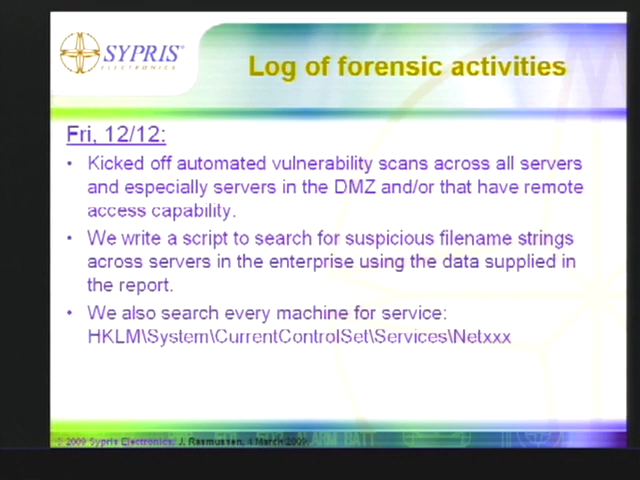 SYPRIS
ELECTRONICS
Log of forensic activities
Fri, 12/12:
• Kicked off automated vulnerability scans across all servers
and especially servers in the DMZ and/or that have remote
access capability.
• We write a script to search for suspicious filename strings
across servers in the enterprise using the data supplied in
the report.
• We also search every machine for service:
HKLM\System\CurrentControlSet\Services\Netxxx
© 2009 Sypris Electronics; J. Rasmussen, 4 March 2009